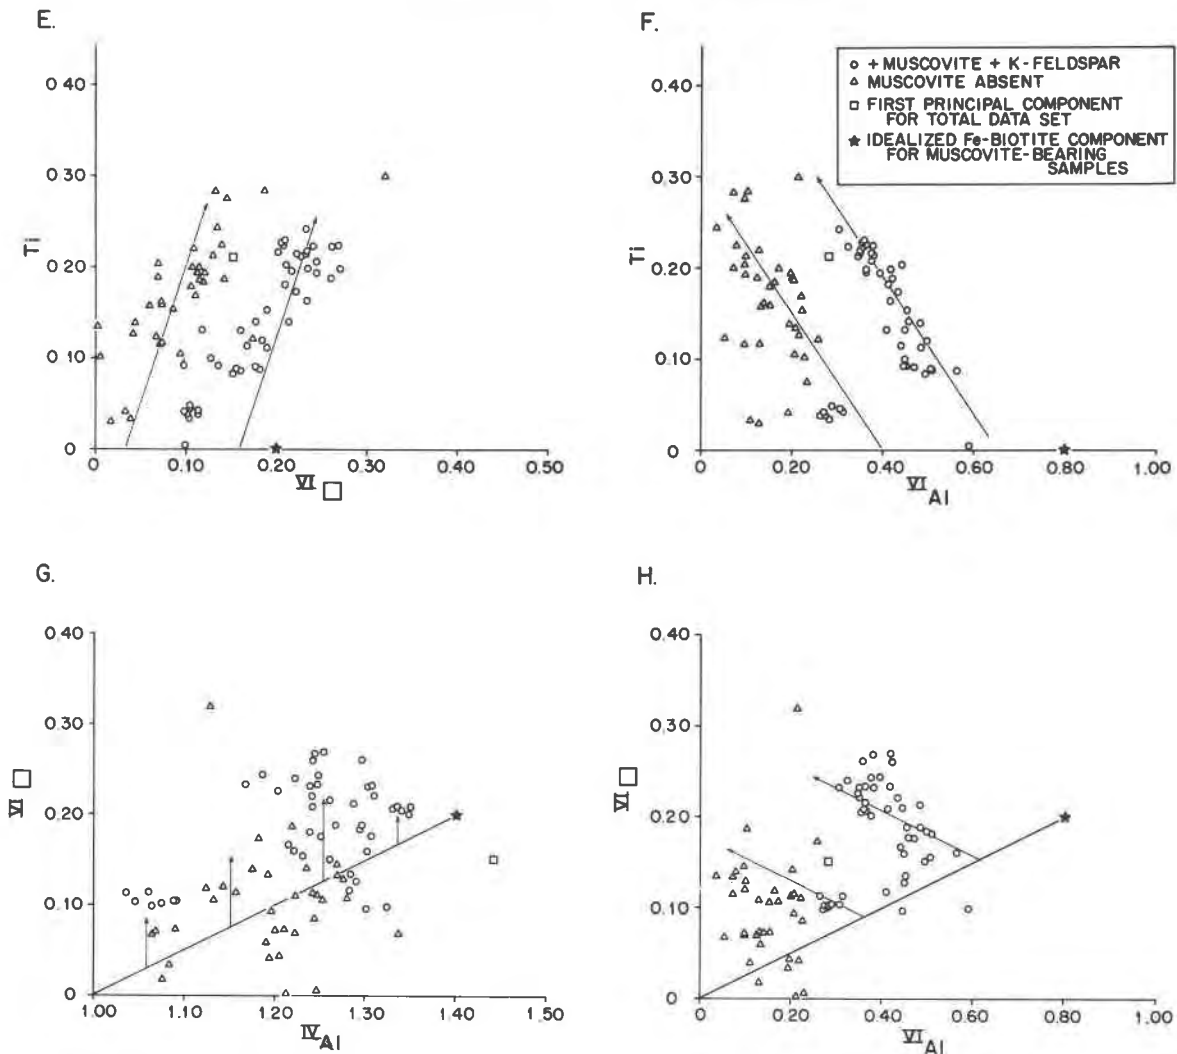 E.
Ti
0.40
0.30
0.20
0.10
0
0
0.10
0.20
0.30
0.40
0.50
VI □
F.
Ti
0.40
0.30
0.20
0.10
0
0
0.20
0.40
0.60
0.80
1.00
VI Al
○ + MUSCOVITE + K-FELDSPAR
△ MUSCOVITE ABSENT
□ FIRST PRINCIPAL COMPONENT
FOR TOTAL DATA SET
★ IDEALIZED Fe-BIOTITE COMPONENT
FOR MUSCOVITE-BEARING
SAMPLES
G.
VI □
0.40
0.30
0.20
0.10
0
1.00
1.10
1.20
1.30
1.40
1.50
IV Al
H.
VI □
0.40
0.30
0.20
0.10
0
0
0.20
0.40
0.60
0.80
1.00
VI Al